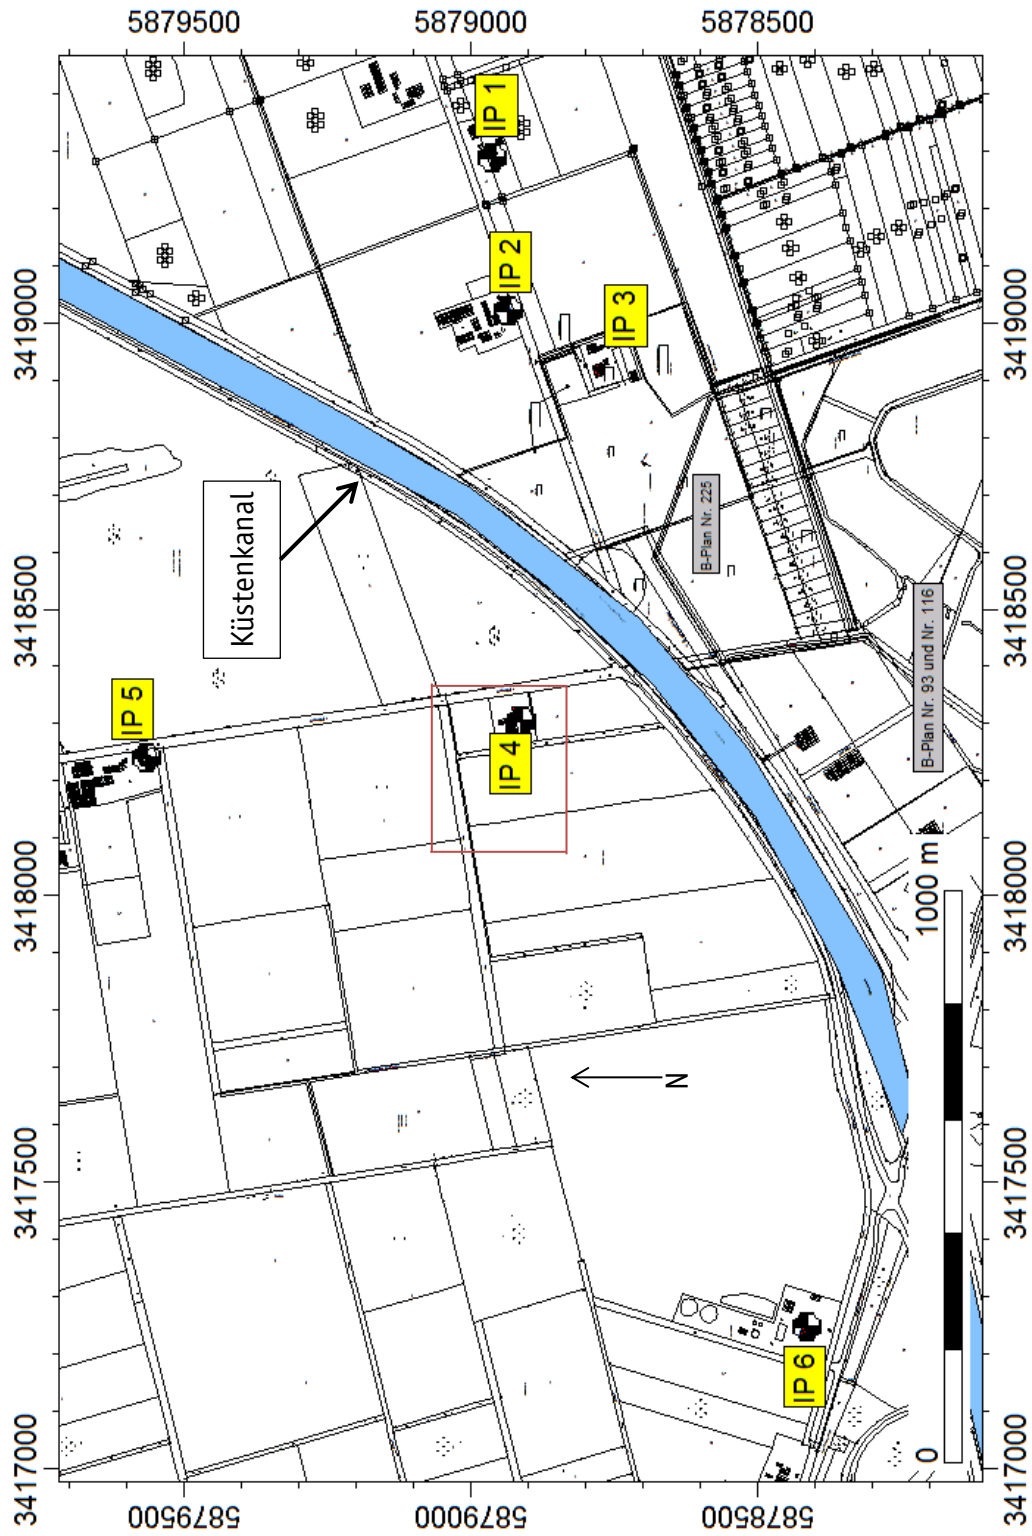 5879500
5879000
5878500
3419000
3418500
3418000
3417500
3417000
IP 1
IP 2
IP 3
Küstenkanal
B-Plan Nr. 225
IP 5
IP 4
B-Plan Nr. 93 und Nr. 116
N
IP 6
0
1000 m
3419000
3418500
3418000
3417500
3417000
5879500
5879000
5878500